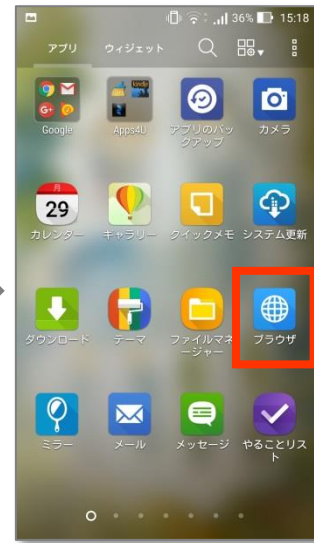 36% 15:18
アプリ ウィジェット
Google Apps4U アプリのバックアップ カメラ
月
29
カレンダー ギャラリー クイックメモ システム更新
ダウンロード テーマ ファイルマネージャー ブラウザ
ミラー メール メッセージ やることリスト